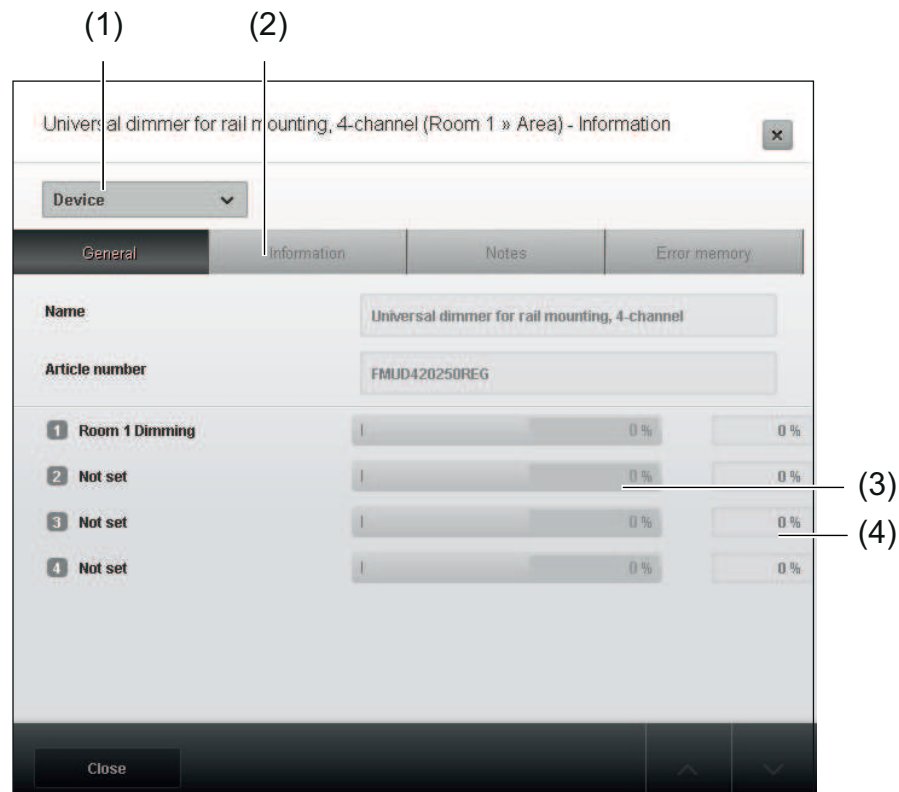 (1) (2)
Universal dimmer for rail mounting, 4-channel (Room 1 » Area) - Information
×
Device
General Information Notes Error memory
Name Universal dimmer for rail mounting, 4-channel
Article number FMUD420250REG
1 Room 1 Dimming I 0 % 0 %
2 Not set I 0 % 0 %
(3)
3 Not set I 0 % 0 %
(4)
4 Not set I 0 % 0 %
Close